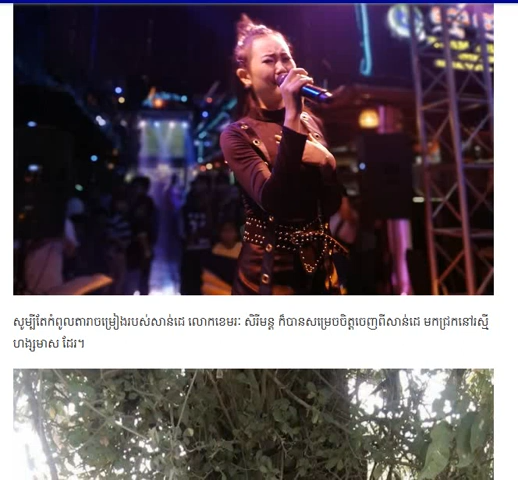 សូម្បីតែកំពូលតារាចម្រៀងរបស់សាន់ដេ លោកខេមរៈ សិរីមន្ត ក៏បានសម្រេចចិត្តចេញពីសាន់ដេ មកជ្រកនៅរស្មី
ហង្សមាស ដែរ។